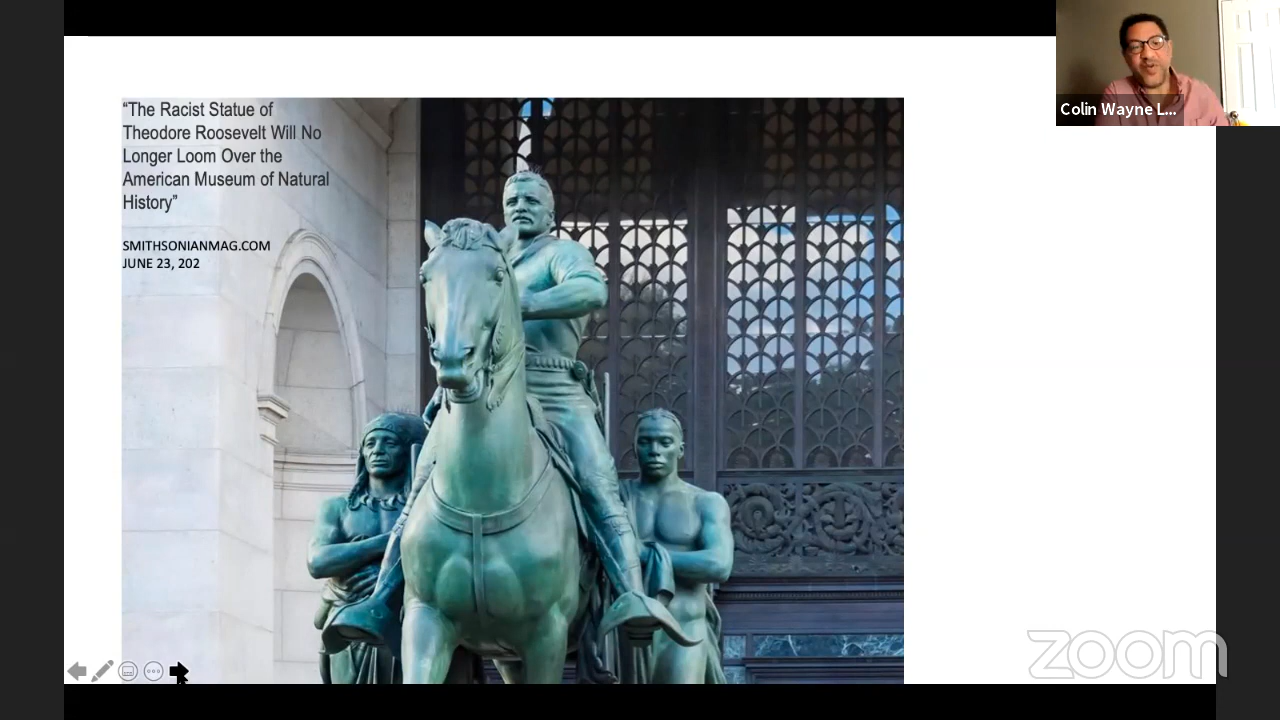 “The Racist Statue of
Theodore Roosevelt Will No
Longer Loom Over the
American Museum of Natural
History”
SMITHSONIANMAG.COM
JUNE 23, 202
Colin Wayne L...
zoom